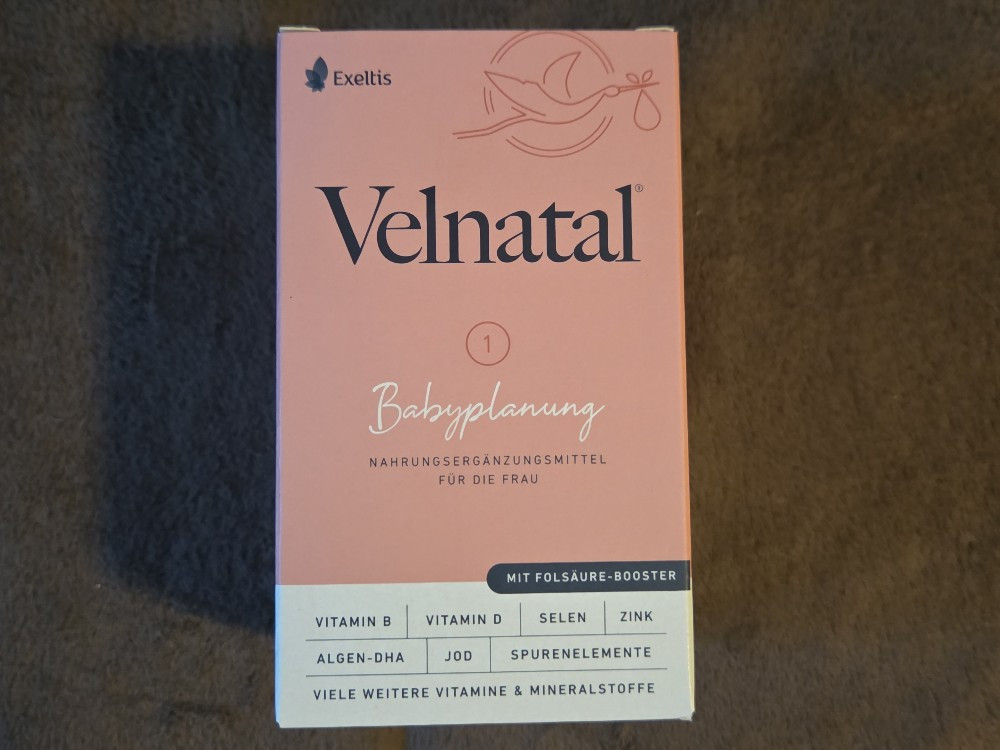 Exeltis
Velnatal®
1
Babyplanung
NAHRUNGSERGÄNZUNGSMITTEL
FÜR DIE FRAU
MIT FOLSÄURE-BOOSTER
VITAMIN B VITAMIN D SELEN ZINK
ALGEN-DHA JOD SPURENELEMENTE
VIELE WEITERE VITAMINE & MINERALSTOFFE